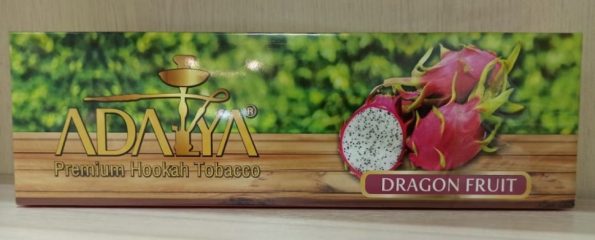 ADALYA®
Premium Hookah Tobacco
DRAGON FRUIT